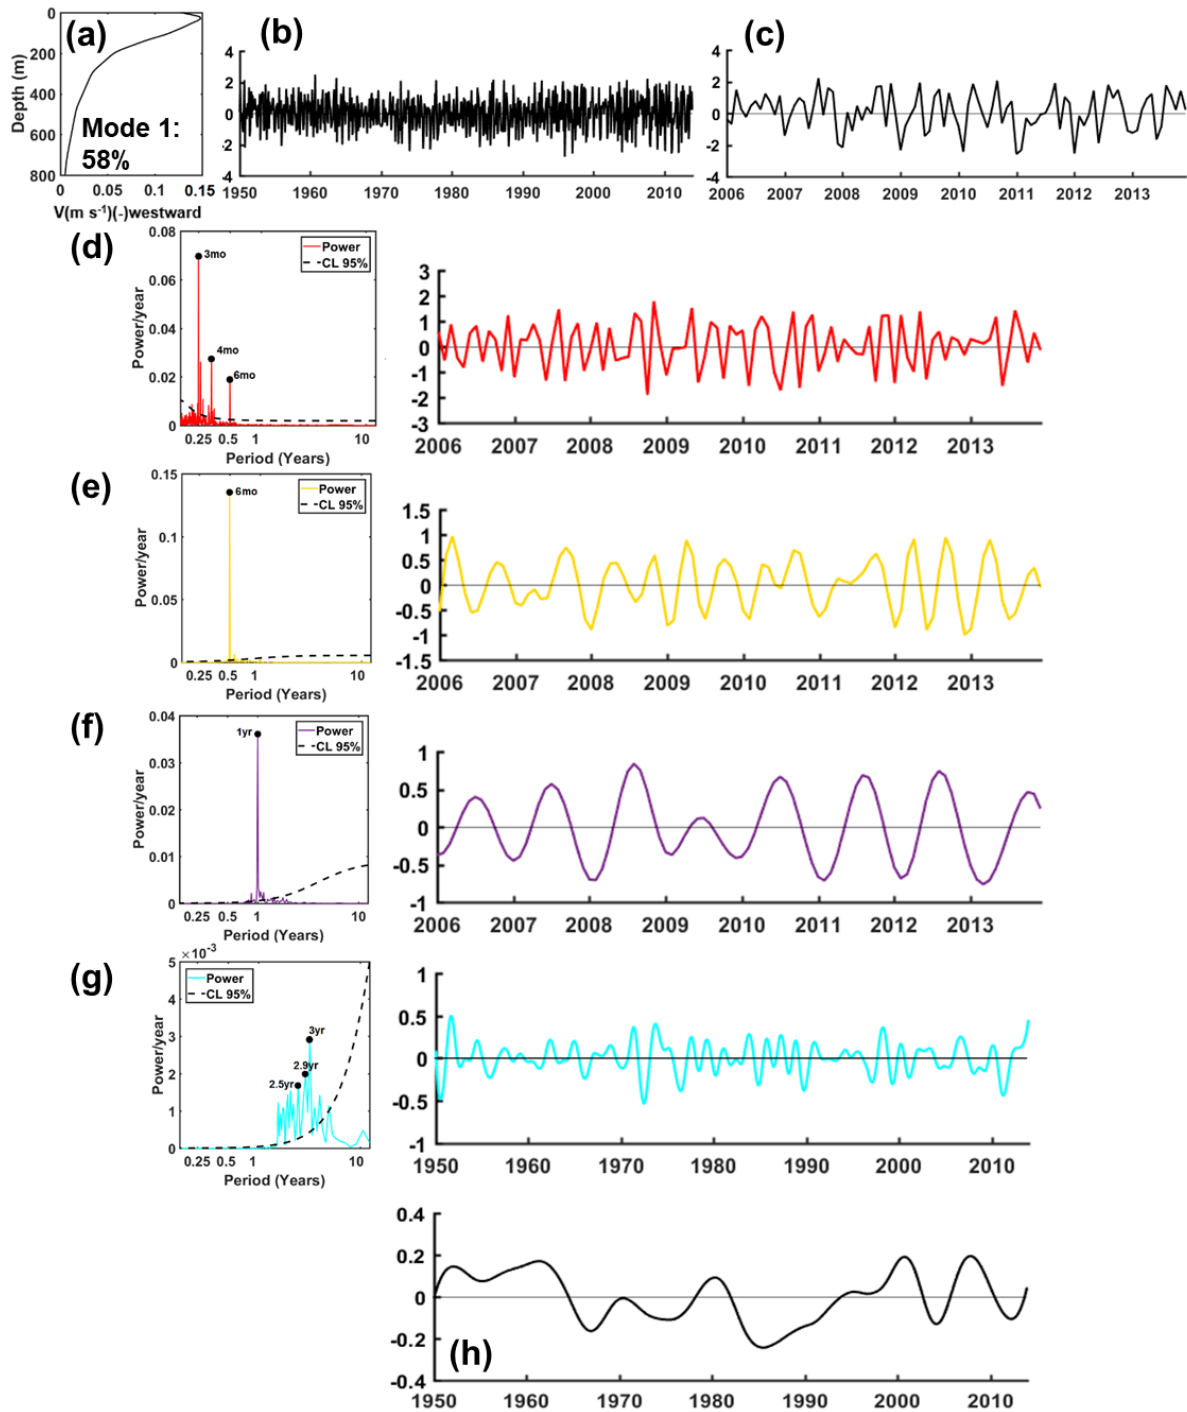 (a)
0
200
400
600
800
Depth (m)
Mode 1:
58%
0 0.05 0.1 0.15
V(m s⁻¹)(-)westward
(b)
4
2
0
2
4
1950 1960 1970 1980 1990 2000 2010
(c)
4
2
0
-2
-4
2006 2007 2008 2009 2010 2011 2012 2013
(d)
0.08
0.06
0.04
0.02
0
Power/year
3mo
4mo
6mo
Power
CL 95%
0.25 0.5 1 10
Period (Years)
3
2
1
0
-1
-2
-3
2006 2007 2008 2009 2010 2011 2012 2013
(e)
0.15
0.1
0.05
0
Power/year
6mo
Power
CL 95%
0.25 0.5 1 10
Period (Years)
1.5
1
0.5
0
-0.5
-1
-1.5
2006 2007 2008 2009 2010 2011 2012 2013
(f)
0.04
0.03
0.02
0.01
0
Power/year
1yr
Power
CL 95%
0.25 0.5 1 10
Period (Years)
1
0.5
0
-0.5
-1
2006 2007 2008 2009 2010 2011 2012 2013
(g)
×10⁻³
5
4
3
2
1
0
Power/year
Power
CL 95%
3yr
2.9yr
2.5yr
0.25 0.5 1 10
Period (Years)
1
0.5
0
-0.5
-1
1950 1960 1970 1980 1990 2000 2010
0.4
0.2
0
-0.2
-0.4
(h)
1950 1960 1970 1980 1990 2000 2010